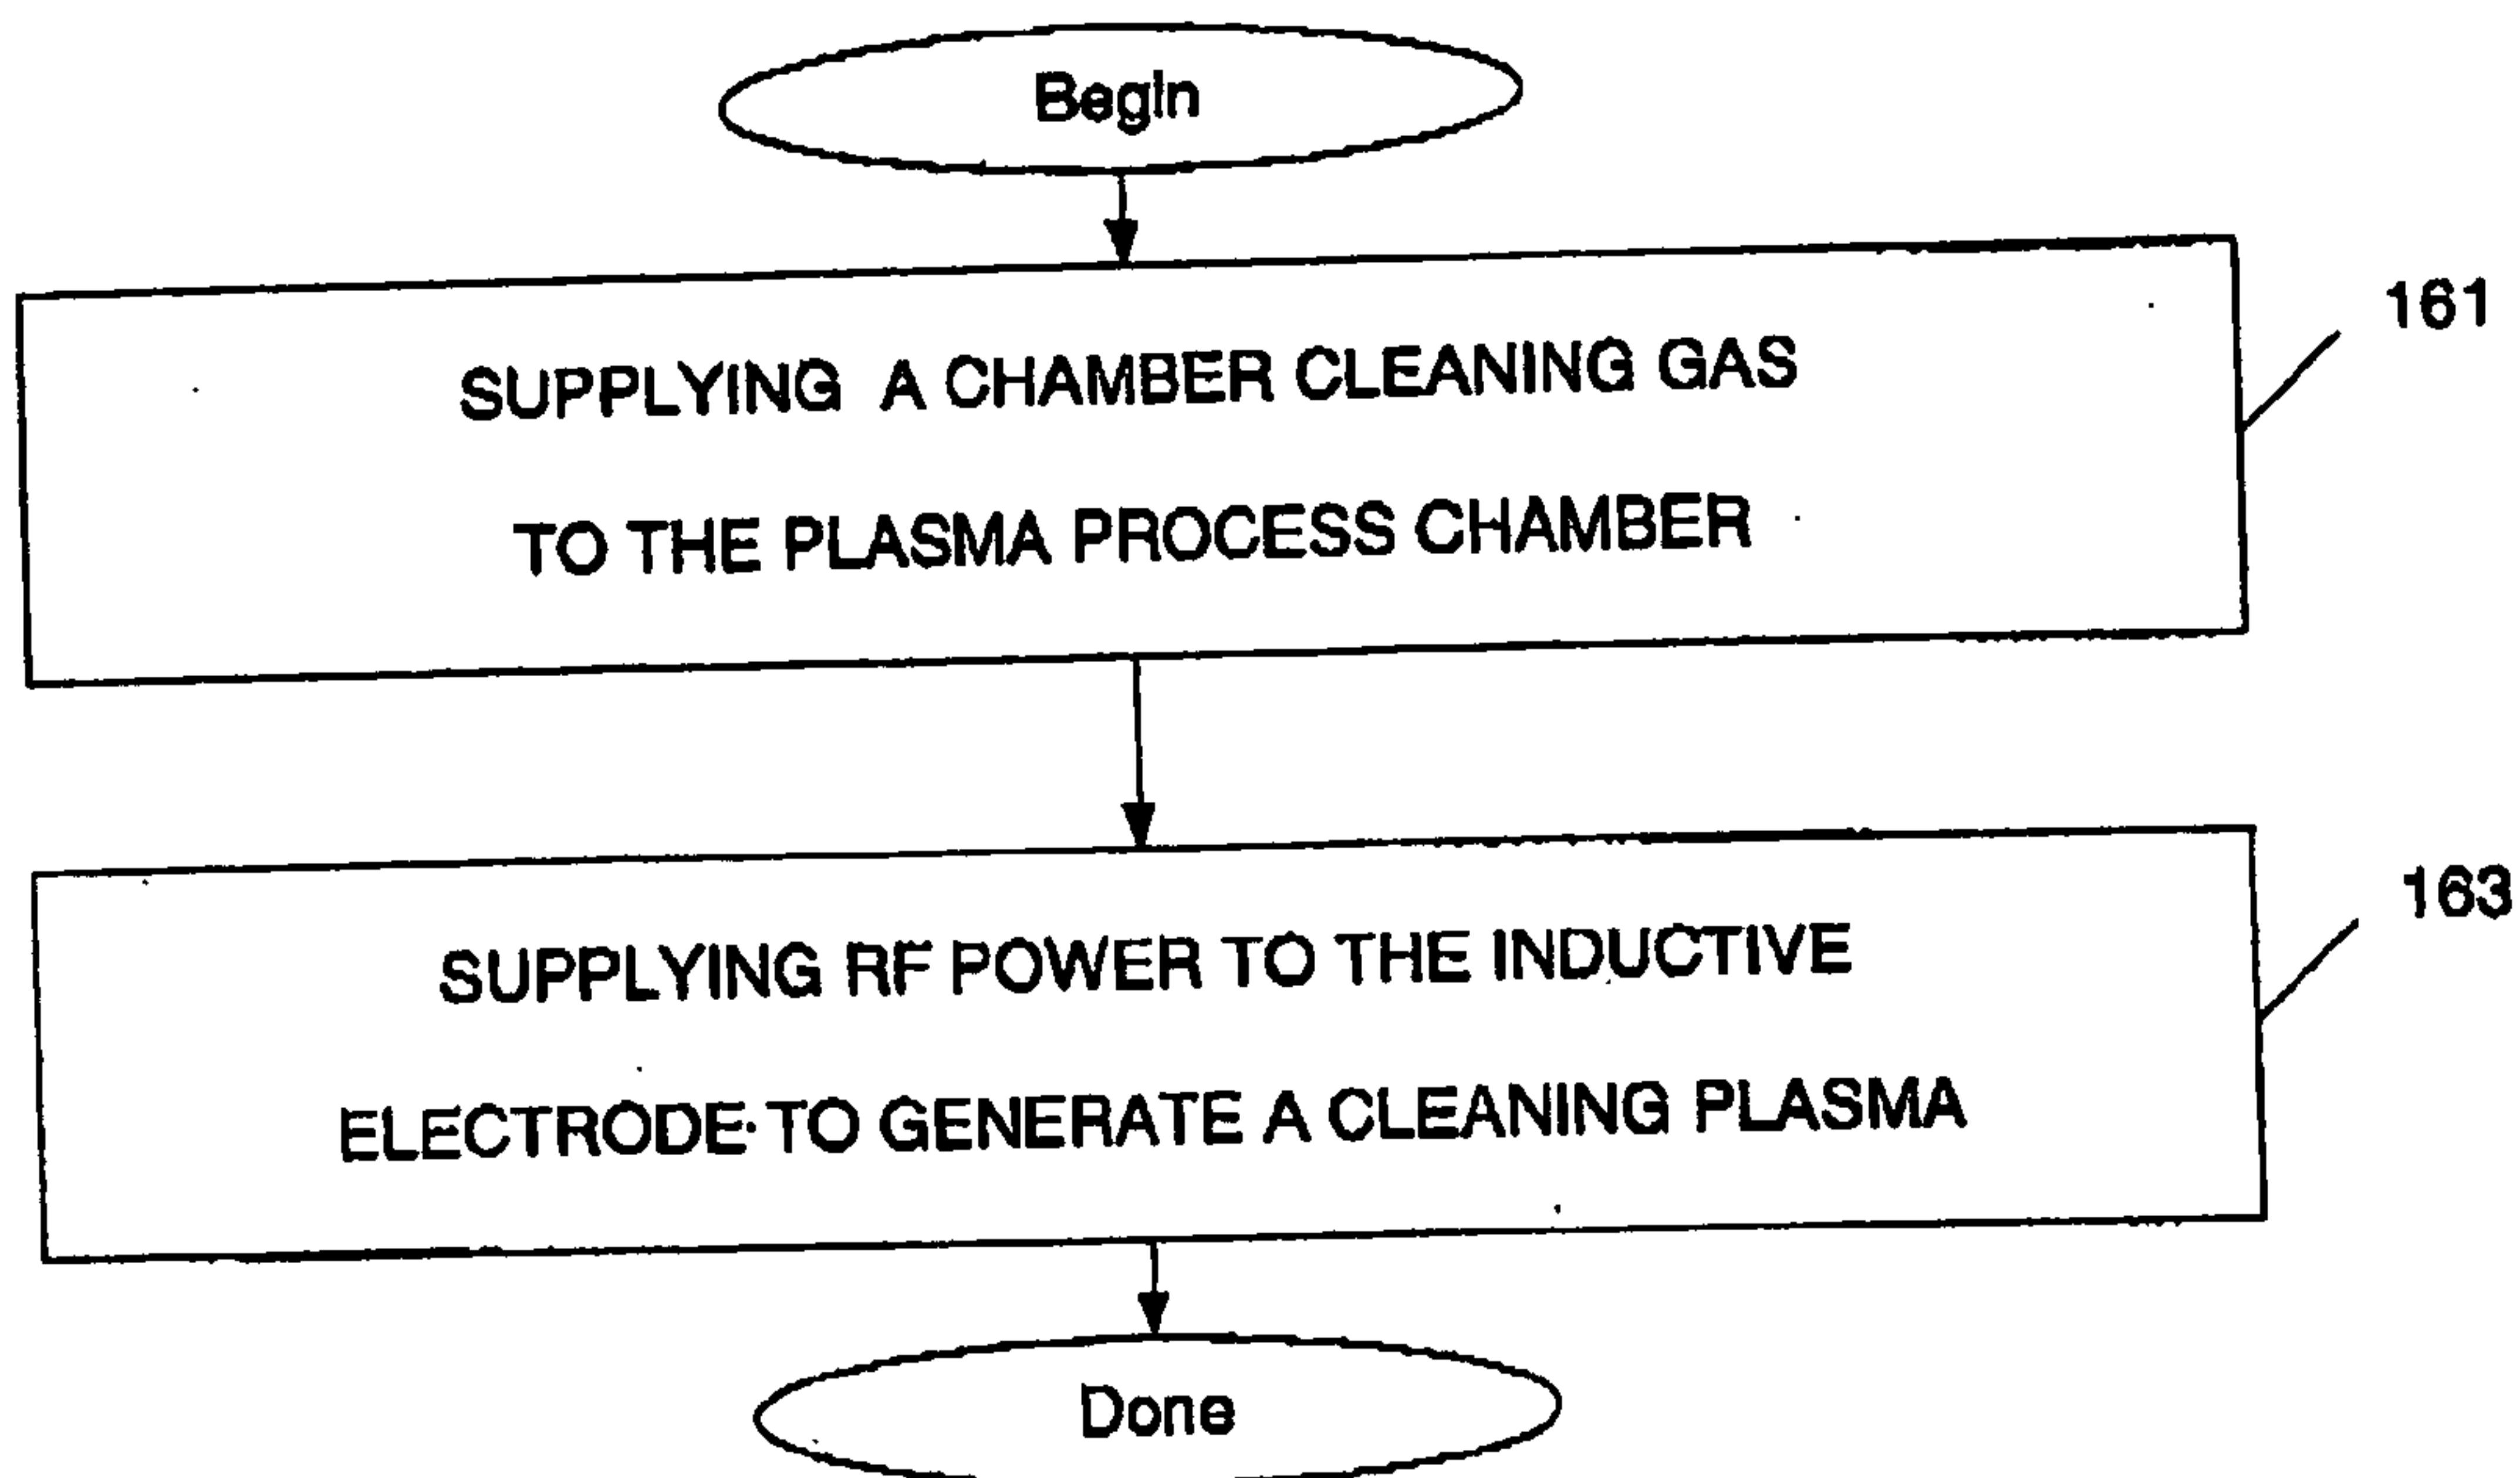 Begin
161
SUPPLYING A CHAMBER CLEANING GAS
TO THE PLASMA PROCESS CHAMBER
163
SUPPLYING RF POWER TO THE INDUCTIVE
ELECTRODE TO GENERATE A CLEANING PLASMA
Done